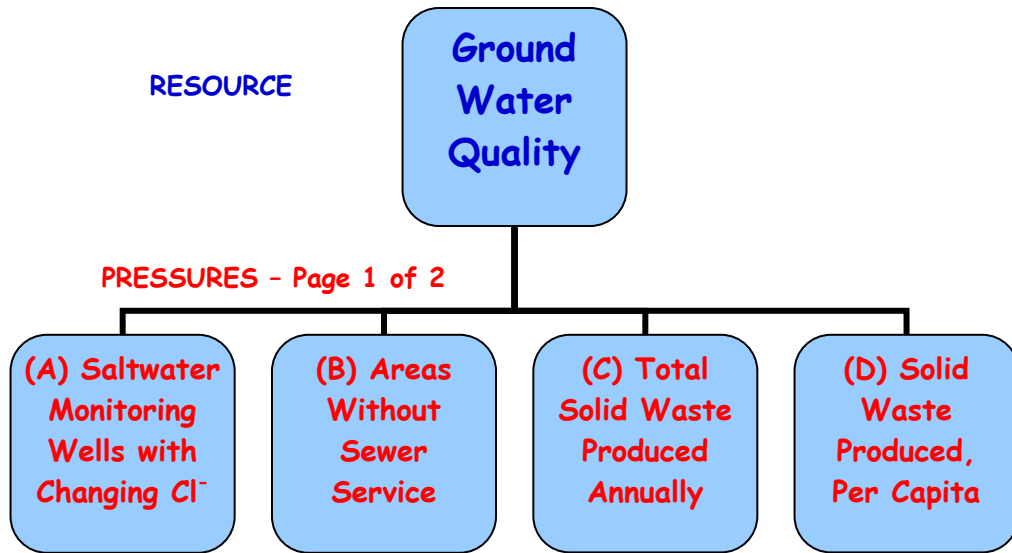 Ground
Water
Quality
RESOURCE
PRESSURES – Page 1 of 2
(A) Saltwater
Monitoring
Wells with
Changing Cl⁻
(B) Areas
Without
Sewer
Service
(C) Total
Solid Waste
Produced
Annually
(D) Solid
Waste
Produced,
Per Capita